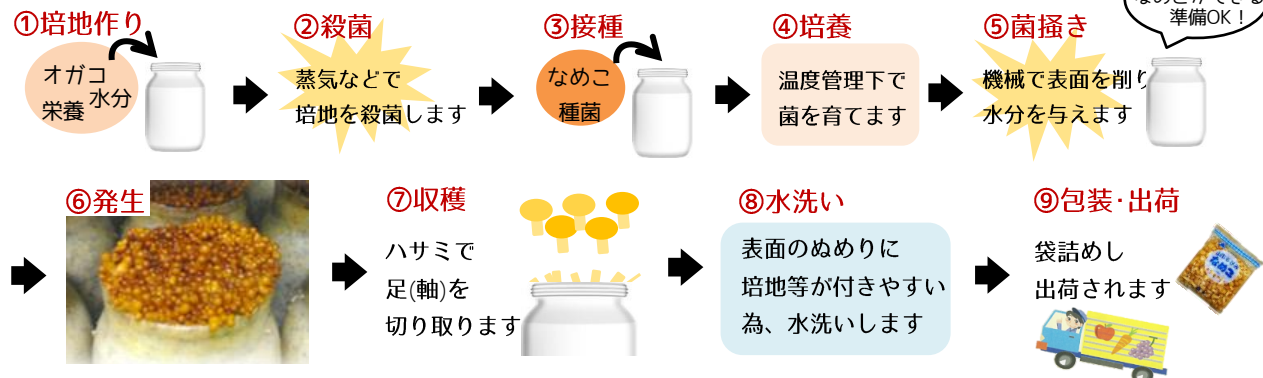 ①培地作り
オガコ
栄養
水分
②殺菌
蒸気などで
培地を殺菌します
③接種
なめこ
種菌
④培養
温度管理下で
菌を育てます
⑤菌掻き
機械で表面を削り
水分を与えます
準備OK！
⑥発生
⑦収穫
ハサミで
足(軸)を
切り取ります
⑧水洗い
表面のぬめりに
培地等が付きやすい
為、水洗いします
⑨包装・出荷
袋詰めし
出荷されます